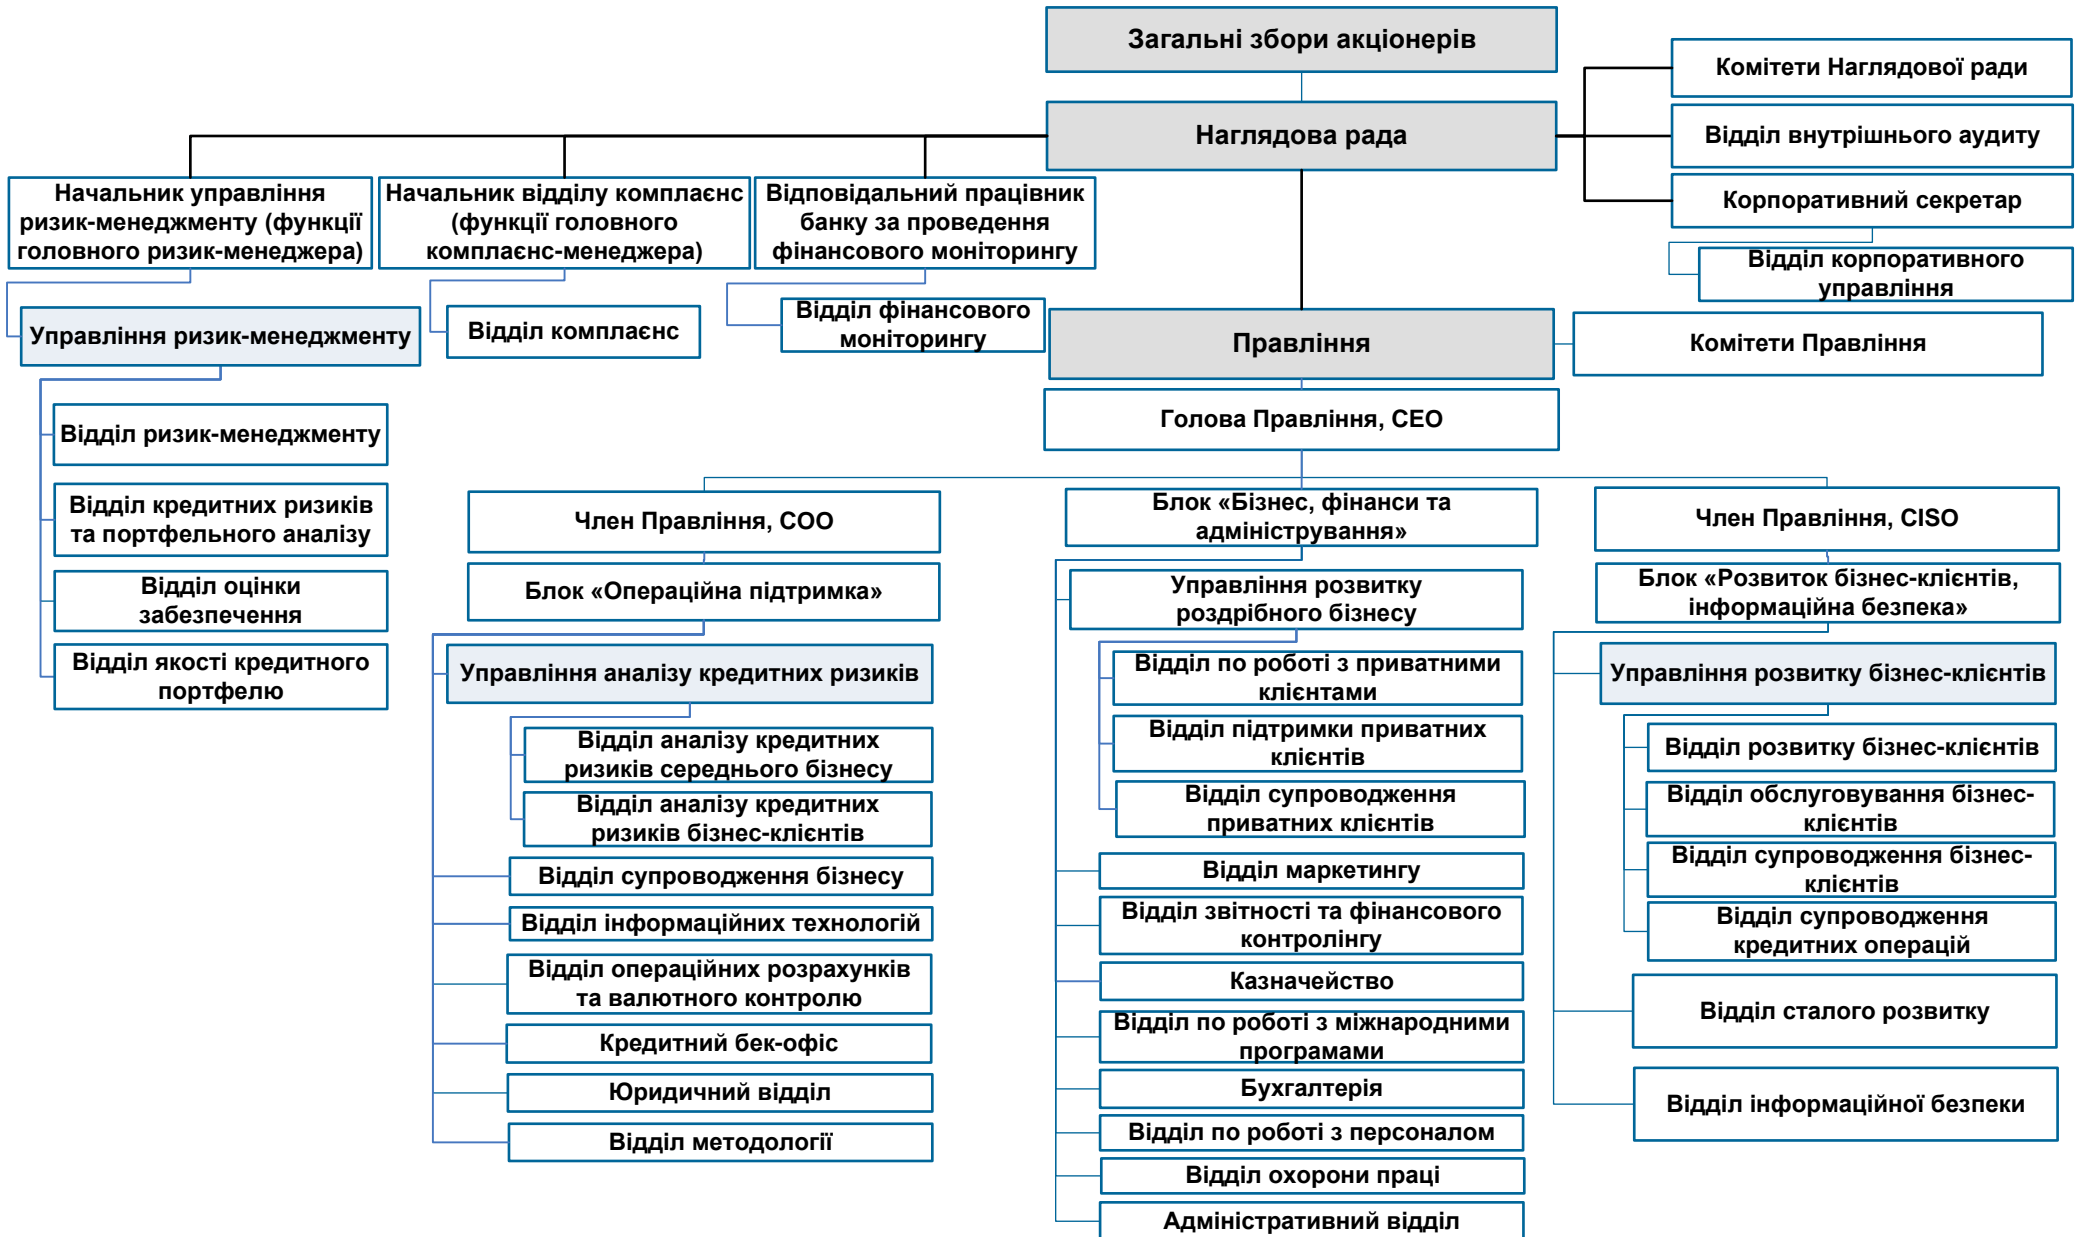 Загальні збори акціонерів
Комітети Наглядової ради
Наглядова рада
Відділ внутрішнього аудиту
Корпоративний секретар
Відділ корпоративного
управління
Начальник управління
ризик-менеджменту (функції
головного ризик-менеджера)
Начальник відділу комплаєнс
(функції головного
комплаєнс-менеджера)
Відповідальний працівник
банку за проведення
фінансового моніторингу
Управління ризик-менеджменту
Відділ комплаєнс
Відділ фінансового
моніторингу
Правління
Комітети Правління
Голова Правління, CEO
Відділ ризик-менеджменту
Відділ кредитних ризиків
та портфельного аналізу
Відділ оцінки
забезпечення
Відділ якості кредитного
портфелю
Член Правління, COO
Блок «Операційна підтримка»
Управління аналізу кредитних ризиків
Відділ аналізу кредитних
ризиків середнього бізнесу
Відділ аналізу кредитних
ризиків бізнес-клієнтів
Відділ супроводження бізнесу
Відділ інформаційних технологій
Відділ операційних розрахунків
та валютного контролю
Кредитний бек-офіс
Юридичний відділ
Відділ методології
Блок «Бізнес, фінанси та
адміністрування»
Управління розвитку
роздрібного бізнесу
Відділ по роботі з приватними
клієнтами
Відділ підтримки приватних
клієнтів
Відділ супроводження
приватних клієнтів
Відділ маркетингу
Відділ звітності та фінансового
контролінгу
Казначейство
Відділ по роботі з міжнародними
програмами
Бухгалтерія
Відділ по роботі з персоналом
Відділ охорони праці
Адміністративний відділ
Член Правління, CISO
Блок «Розвиток бізнес-клієнтів,
інформаційна безпека»
Управління розвитку бізнес-клієнтів
Відділ розвитку бізнес-клієнтів
Відділ обслуговування бізнес-
клієнтів
Відділ супроводження бізнес-
клієнтів
Відділ супроводження
кредитних операцій
Відділ сталого розвитку
Відділ інформаційної безпеки